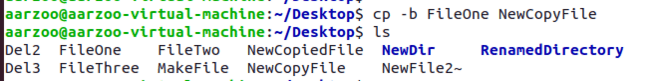 aarzoo@aarzoo-virtual-machine:~/Desktop$ cp -b FileOne NewCopyFile
aarzoo@aarzoo-virtual-machine:~/Desktop$ ls
Del2  FileOne    FileTwo   NewCopiedFile  NewDir     RenamedDirectory
Del3  FileThree  MakeFile  NewCopyFile    NewFile2~